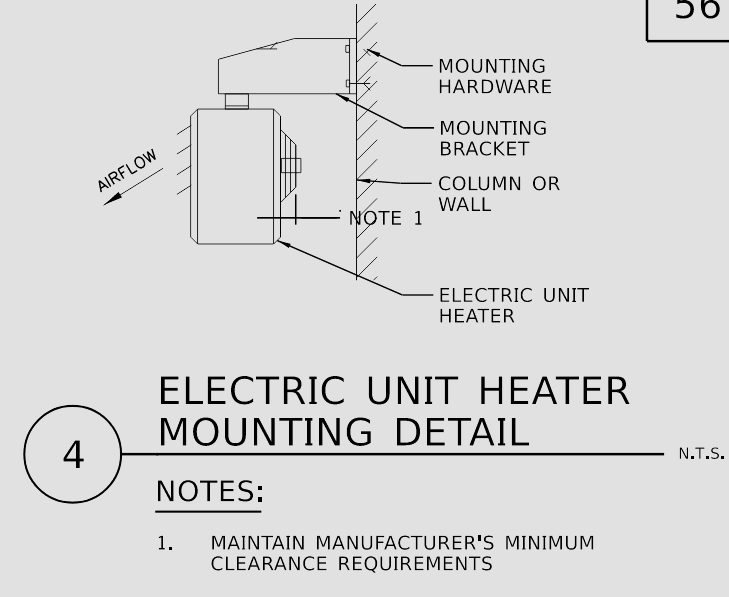 56
MOUNTING
HARDWARE
MOUNTING
BRACKET
AIRFLOW
COLUMN OR
WALL
NOTE 1
ELECTRIC UNIT
HEATER
ELECTRIC UNIT HEATER
MOUNTING DETAIL
4
N.T.S.
NOTES:
1. MAINTAIN MANUFACTURER'S MINIMUM
CLEARANCE REQUIREMENTS